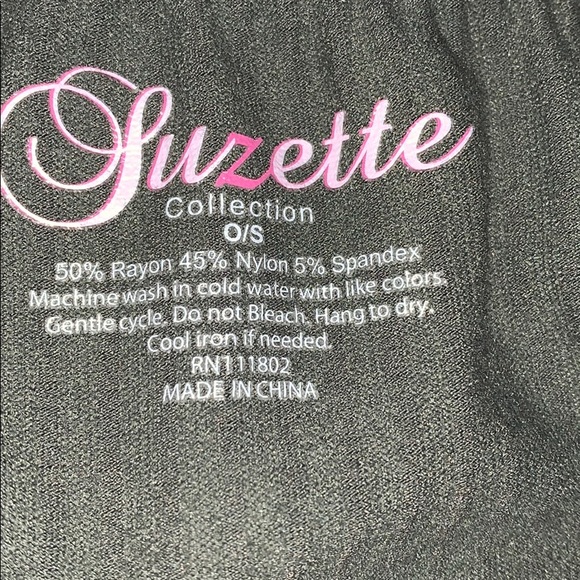 Suzette
Collection
O/S
50% Rayon 45% Nylon 5% Spandex
Machine wash in cold water with like colors.
Gentle cycle. Do not Bleach. Hang to dry.
Cool iron if needed.
RN111802
MADE IN CHINA